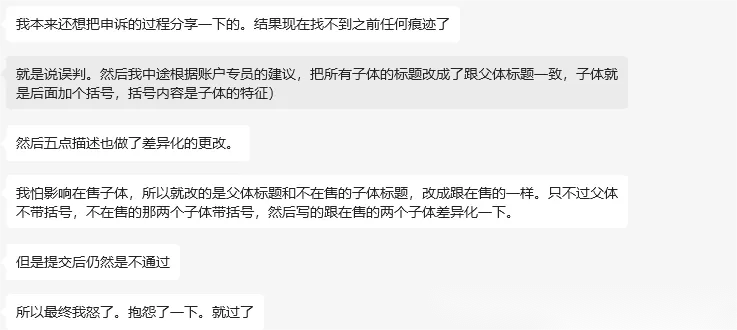 我本来还想把申诉的过程分享一下的。结果现在找不到之前任何痕迹了
就是说误判。然后我中途根据账户专员的建议，把所有子体的标题改成了跟父体标题一致，子体就
是后面加个括号，括号内容是子体的特征）
然后五点描述也做了差异化的更改。
我怕影响在售子体，所以就改的是父体标题和不在售的子体标题，改成跟在售的一样。只不过父体
不带括号，不在售的那两个子体带括号，然后写的跟在售的两个子体差异化一下。
但是提交后仍然是不通过
所以最终我怒了。抱怨了一下。就过了